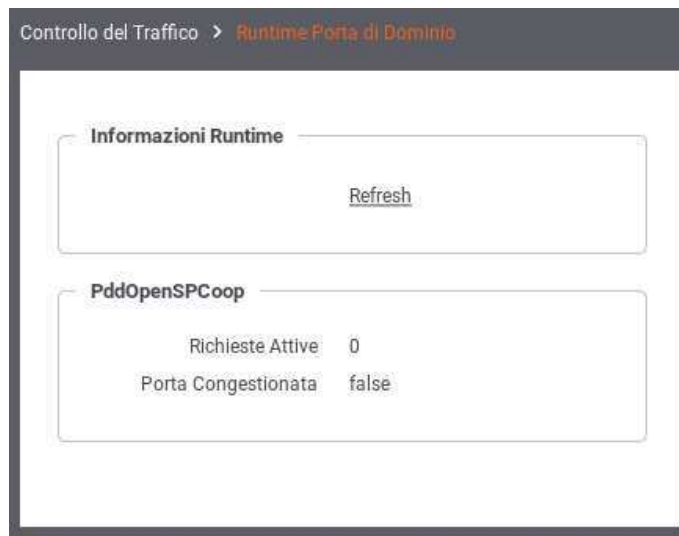 Controllo del Traffico > Runtime Porta di Dominio
Informazioni Runtime
Refresh
PddOpenSPCoop
Richieste Attive 0
Porta Congestionata false